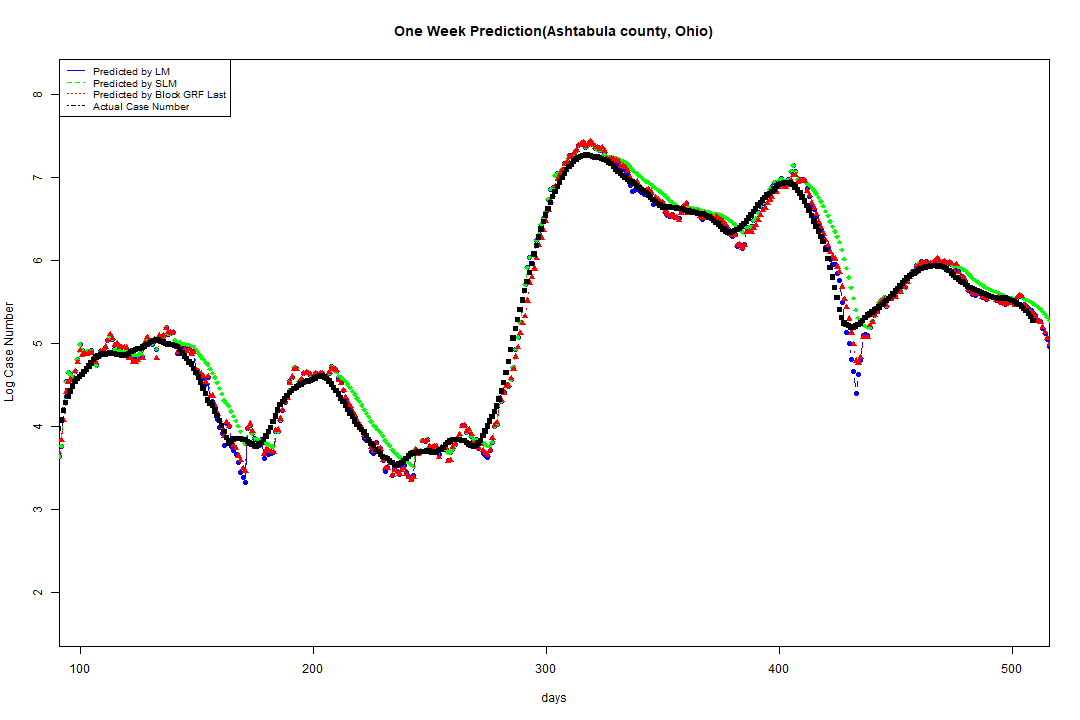 One Week Prediction(Ashtabula county, Ohio)
Predicted by LM
Predicted by SLM
Predicted by Block GRF Last
Actual Case Number
8
7
6
5
4
3
2
Log Case Number
100 200 300 400 500
days